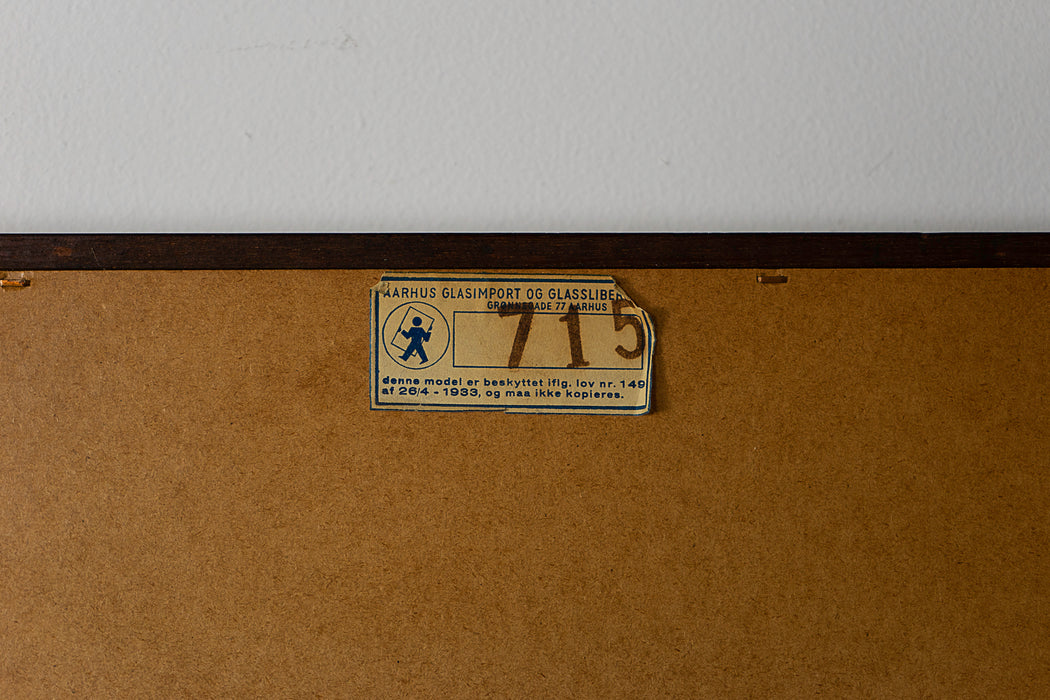 AARHUS GLASIMPORT OG GLASSLIBER
GRØNNEGADE 77 AARHUS
715
denne model er beskyttet iflg. lov nr. 149
af 26/4 - 1933, og maa ikke kopieres.